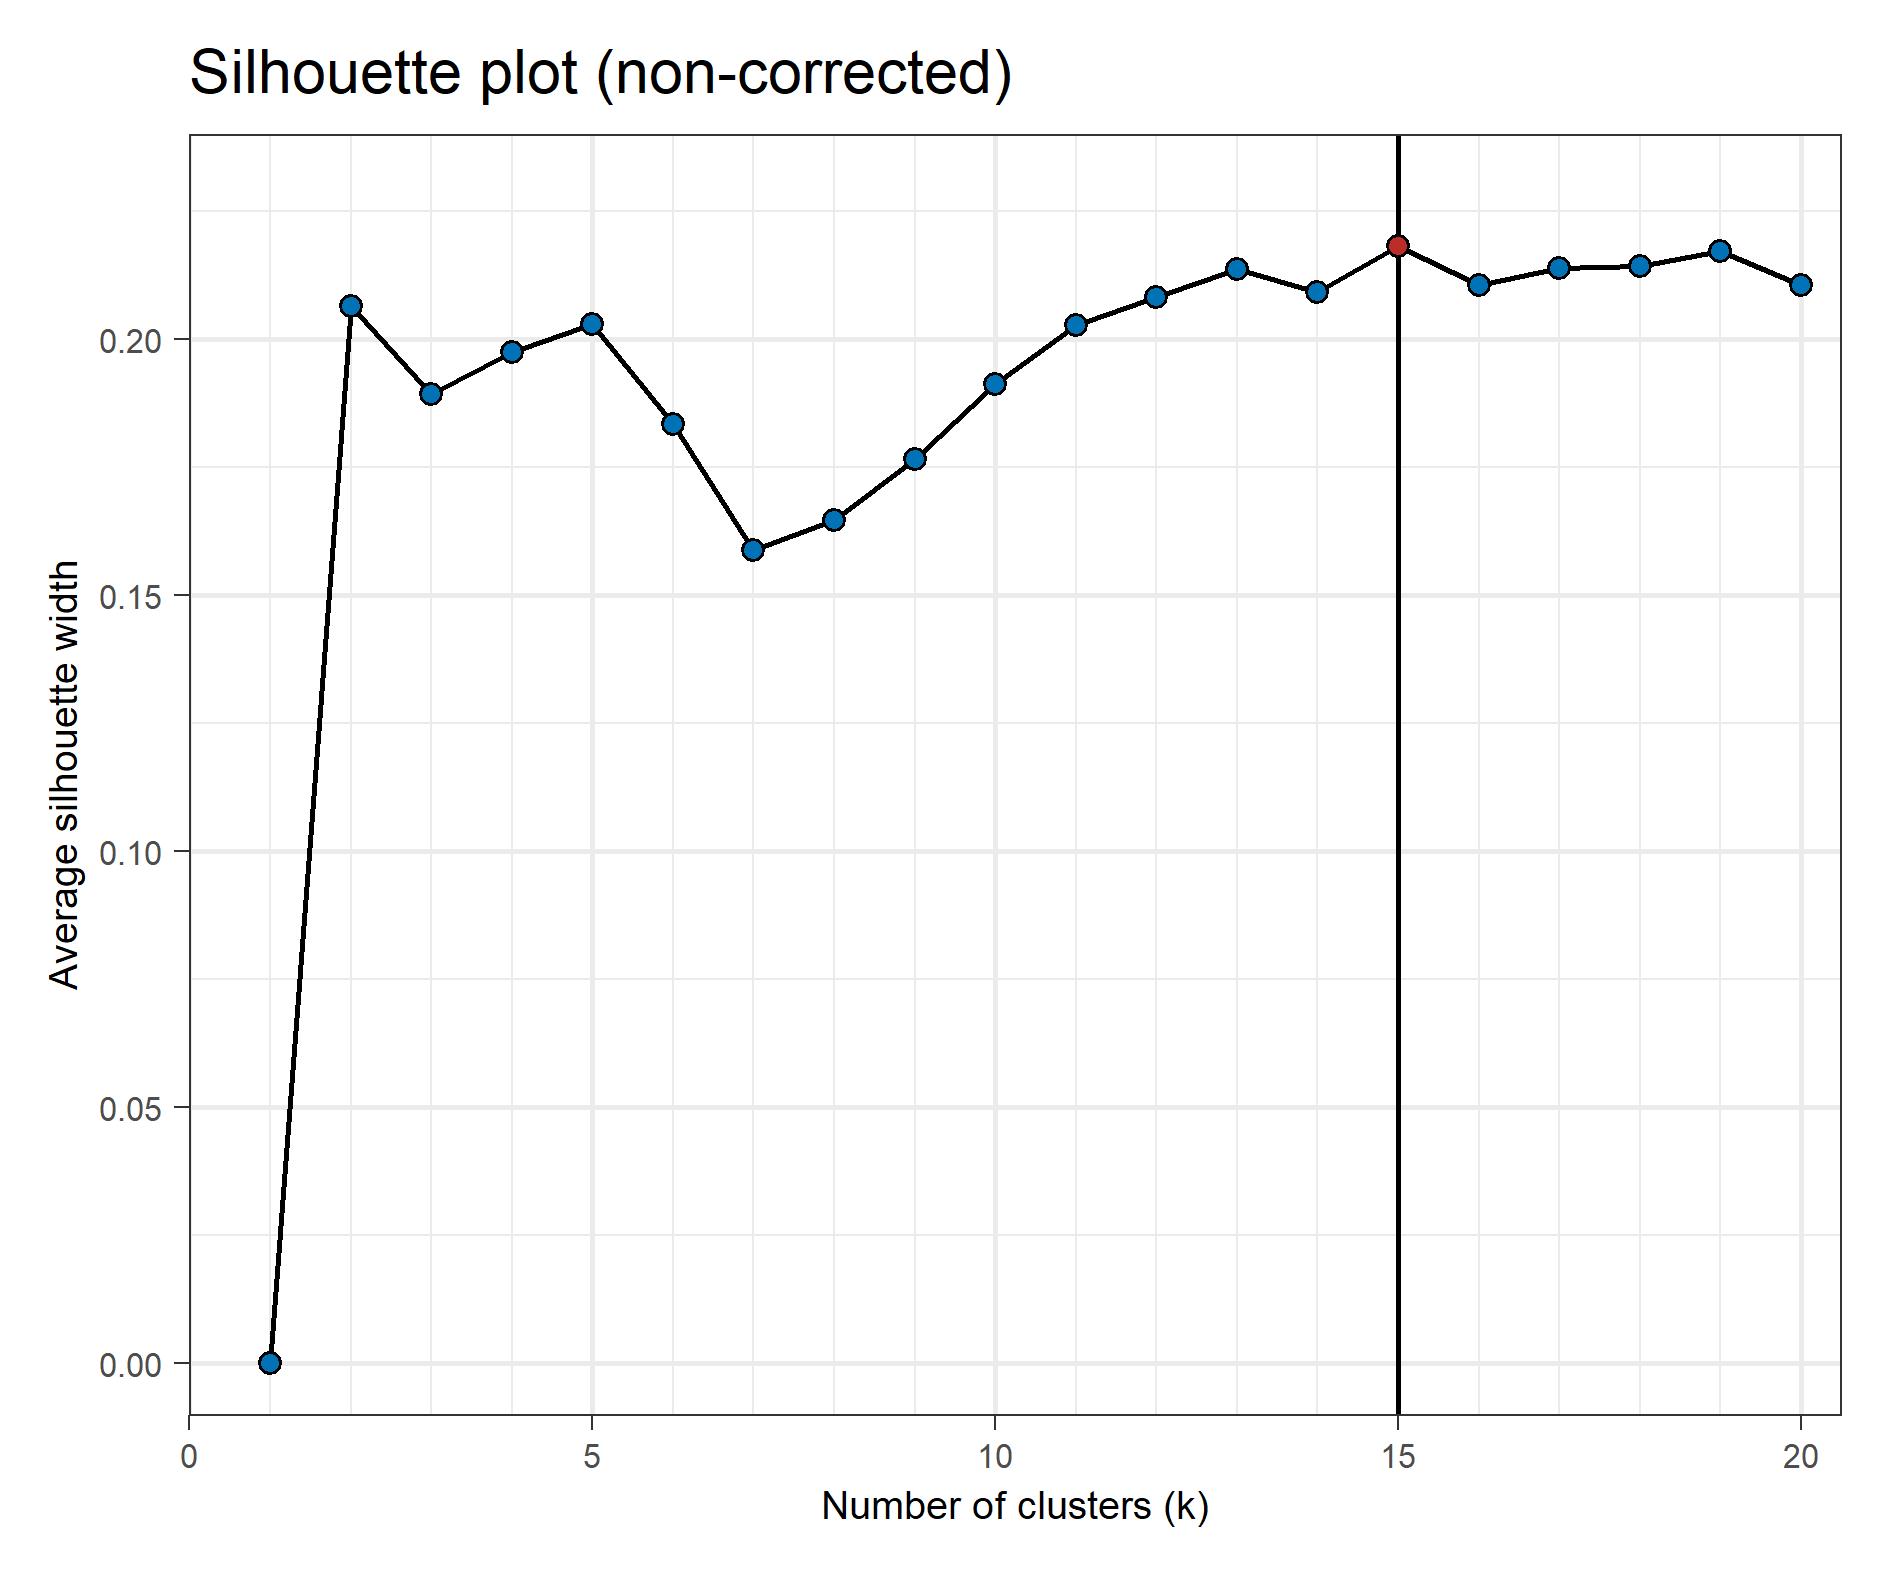 Silhouette plot (non-corrected)
Average silhouette width
0.20
0.15
0.10
0.05
0.00
0 5 10 15 20
Number of clusters (k)